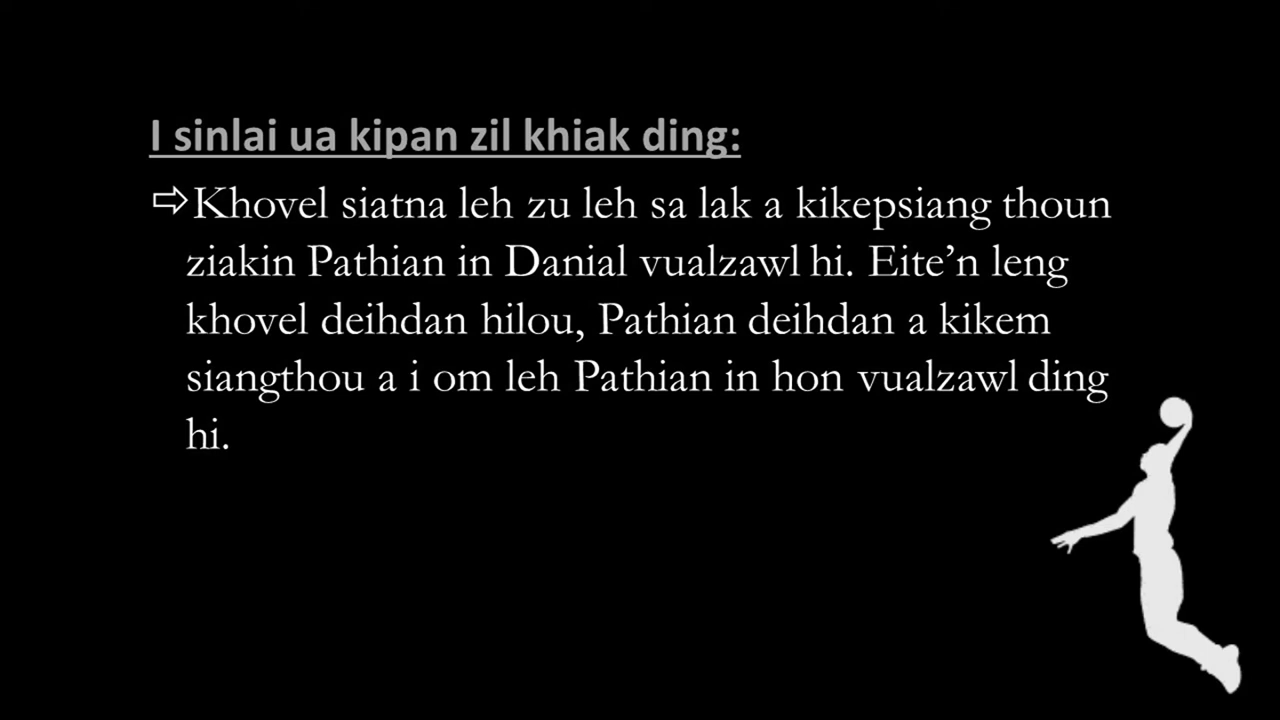 I sinlai ua kipan zil khiak ding:
⇨Khovel siatna leh zu leh sa lak a kikepsiang thoun
ziakin Pathian in Danial vualzawl hi. Eite’n leng
khovel deihdan hilou, Pathian deihdan a kikem
siangthou a i om leh Pathian in hon vualzawl ding
hi.